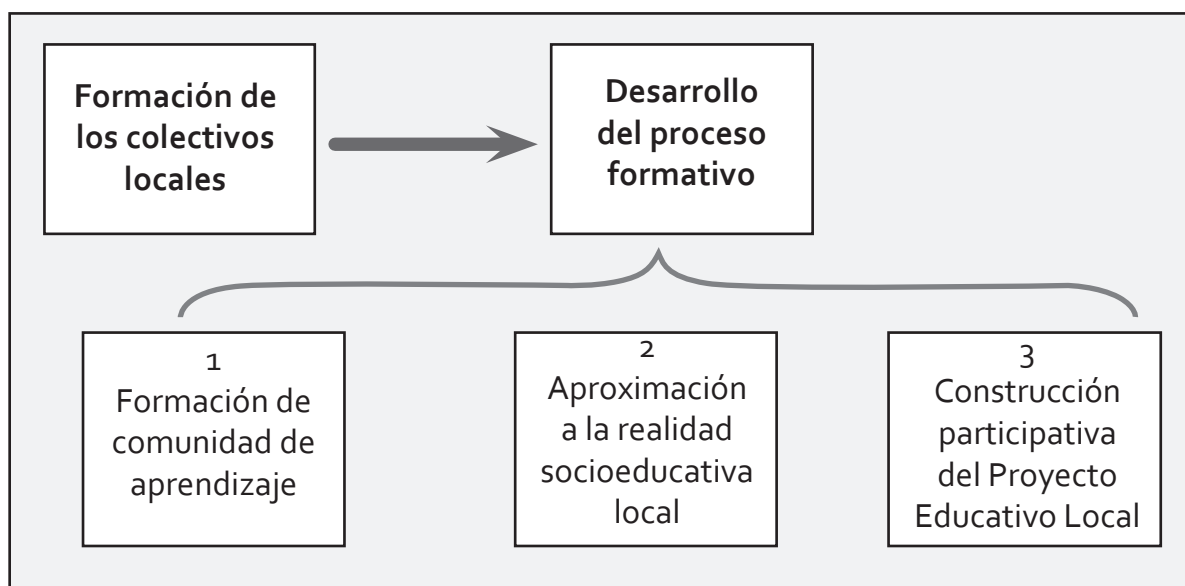 Formación de
los colectivos
locales
Desarrollo
del proceso
formativo
1
Formación de
comunidad de
aprendizaje
2
Aproximación
a la realidad
socioeducativa
local
3
Construcción
participativa
del Proyecto
Educativo Local